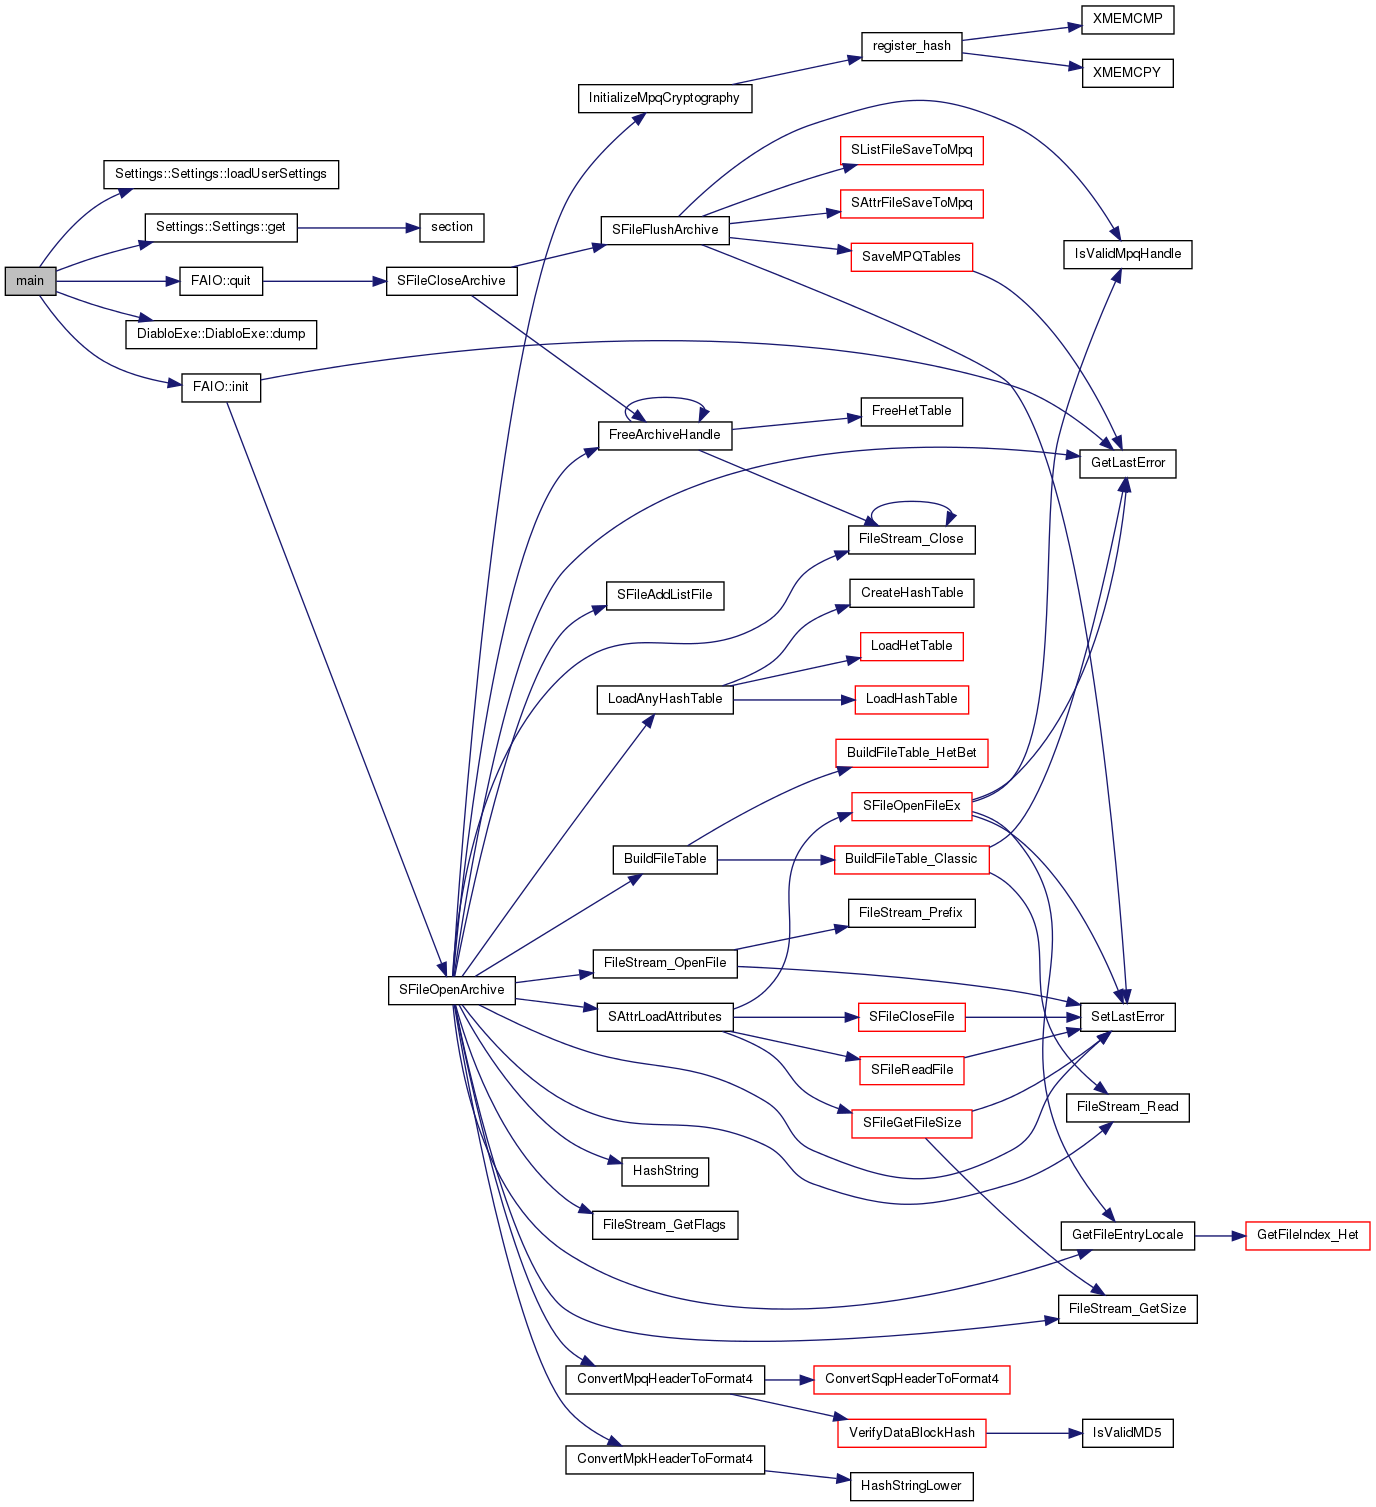 XMEMCMP
register_hash
XMEMCPY
InitializeMpqCryptography
SListFileSaveToMpq
Settings::Settings::loadUserSettings
SAttrFileSaveToMpq
Settings::Settings::get
section
SFileFlushArchive
IsValidMpqHandle
SaveMPQTables
main
FAIO::quit
SFileCloseArchive
DiabloExe::DiabloExe::dump
FAIO::init
FreeHetTable
FreeArchiveHandle
GetLastError
FileStream_Close
SFileAddListFile
CreateHashTable
LoadHetTable
LoadAnyHashTable
LoadHashTable
BuildFileTable_HetBet
SFileOpenFileEx
BuildFileTable
BuildFileTable_Classic
FileStream_Prefix
FileStream_OpenFile
SFileOpenArchive
SAttrLoadAttributes
SFileCloseFile
SetLastError
SFileReadFile
FileStream_Read
SFileGetFileSize
HashString
FileStream_GetFlags
GetFileEntryLocale
GetFileIndex_Het
FileStream_GetSize
ConvertMpqHeaderToFormat4
ConvertSqpHeaderToFormat4
VerifyDataBlockHash
IsValidMD5
ConvertMpkHeaderToFormat4
HashStringLower